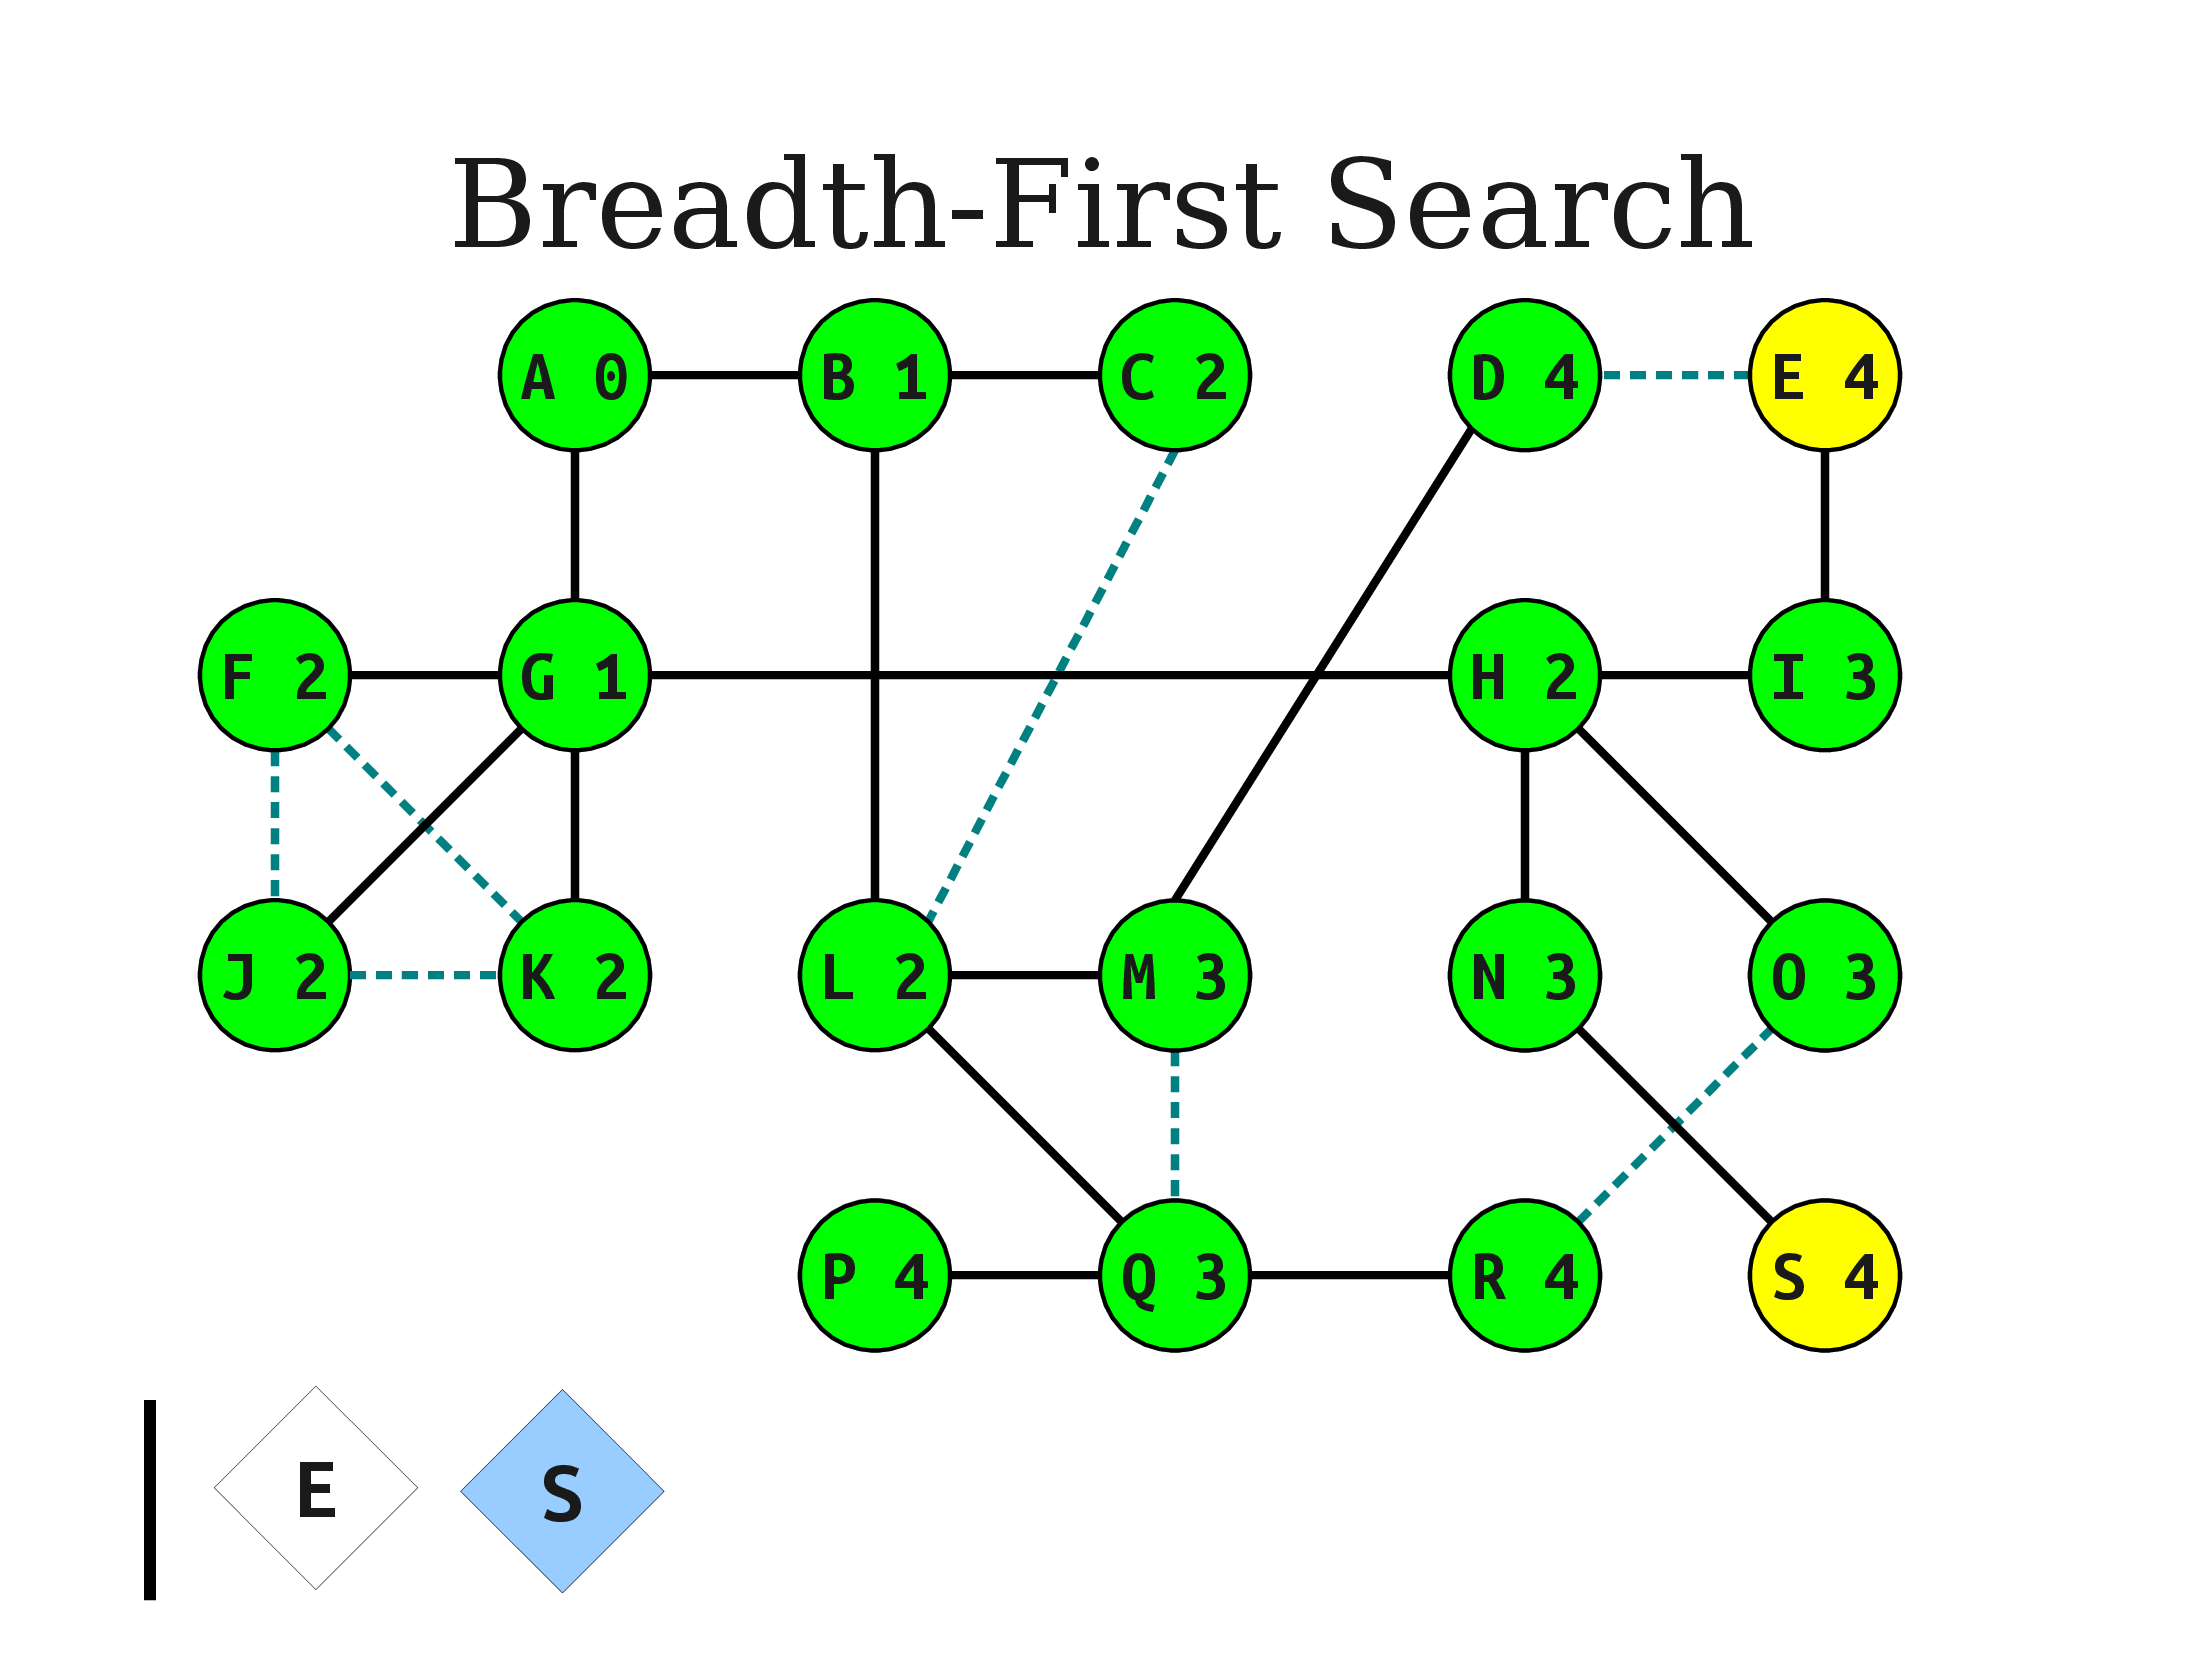 Breadth-First Search
A 0 B 1 C 2 D 4 E 4
F 2 G 1 H 2 I 3
J 2 K 2 L 2 M 3 N 3 O 3
P 4 Q 3 R 4 S 4
E S